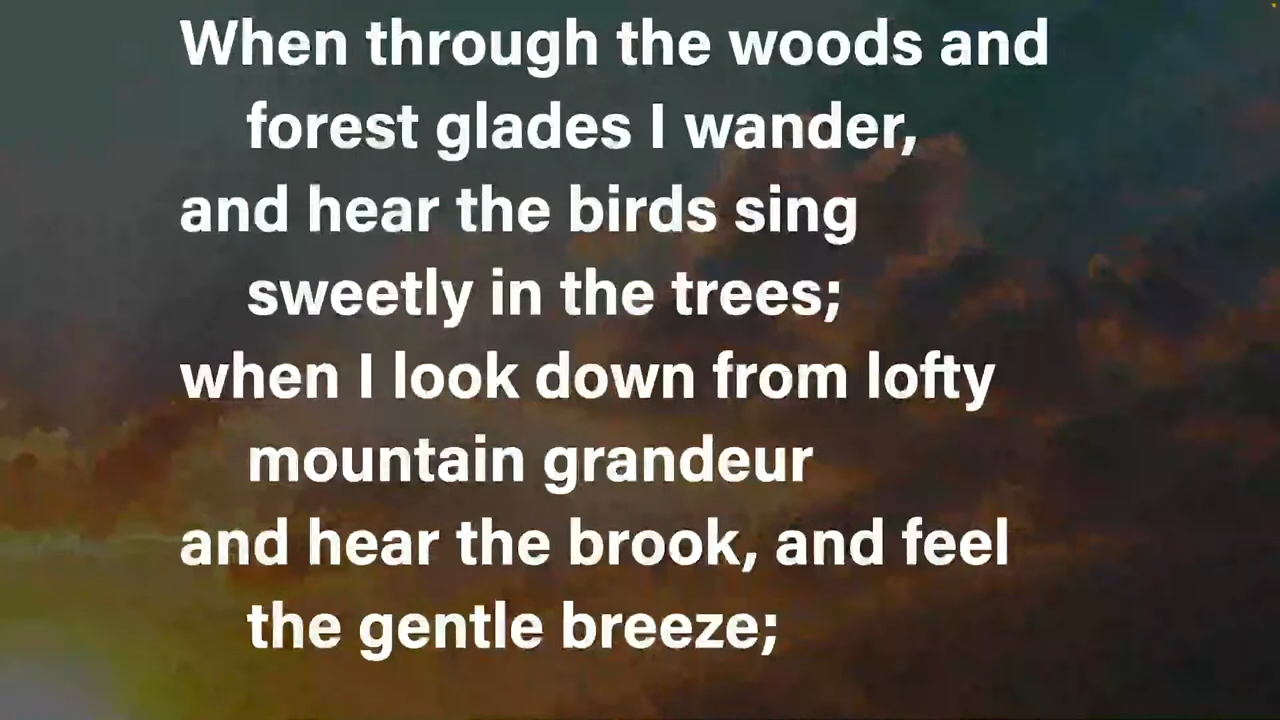 When through the woods and
forest glades I wander,
and hear the birds sing
sweetly in the trees;
when I look down from lofty
mountain grandeur
and hear the brook, and feel
the gentle breeze;